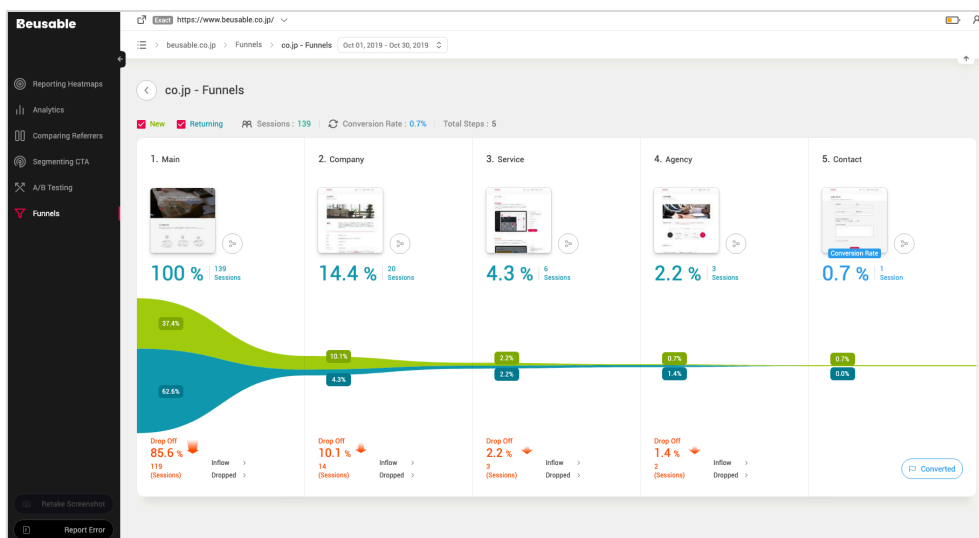 Beusable
Exact https://www.beusable.co.jp/
> beusable.co.jp > Funnels > co.jp - Funnels Oct 01, 2019 - Oct 30, 2019
Reporting Heatmaps
Analytics
Comparing Referrers
Segmenting CTA
A/B Testing
Funnels
Retake Screenshot
Report Error
co.jp - Funnels
New Returning Sessions : 139 Conversion Rate : 0.7% Total Steps : 5
1. Main
100 % 139 Sessions
37.4%
62.6%
Drop Off
85.6 %
119
(Sessions)
Inflow >
Dropped >
2. Company
14.4 % 20 Sessions
10.1%
4.3%
Drop Off
10.1 %
14
(Sessions)
Inflow >
Dropped >
3. Service
4.3 % 6 Sessions
2.2%
2.2%
Drop Off
2.2 %
3
(Sessions)
Inflow >
Dropped >
4. Agency
2.2 % 3 Sessions
0.7%
1.4%
Drop Off
1.4 %
2
(Sessions)
Inflow >
Dropped >
5. Contact
Conversion Rate
0.7 % 1 Session
0.7%
0.0%
Converted